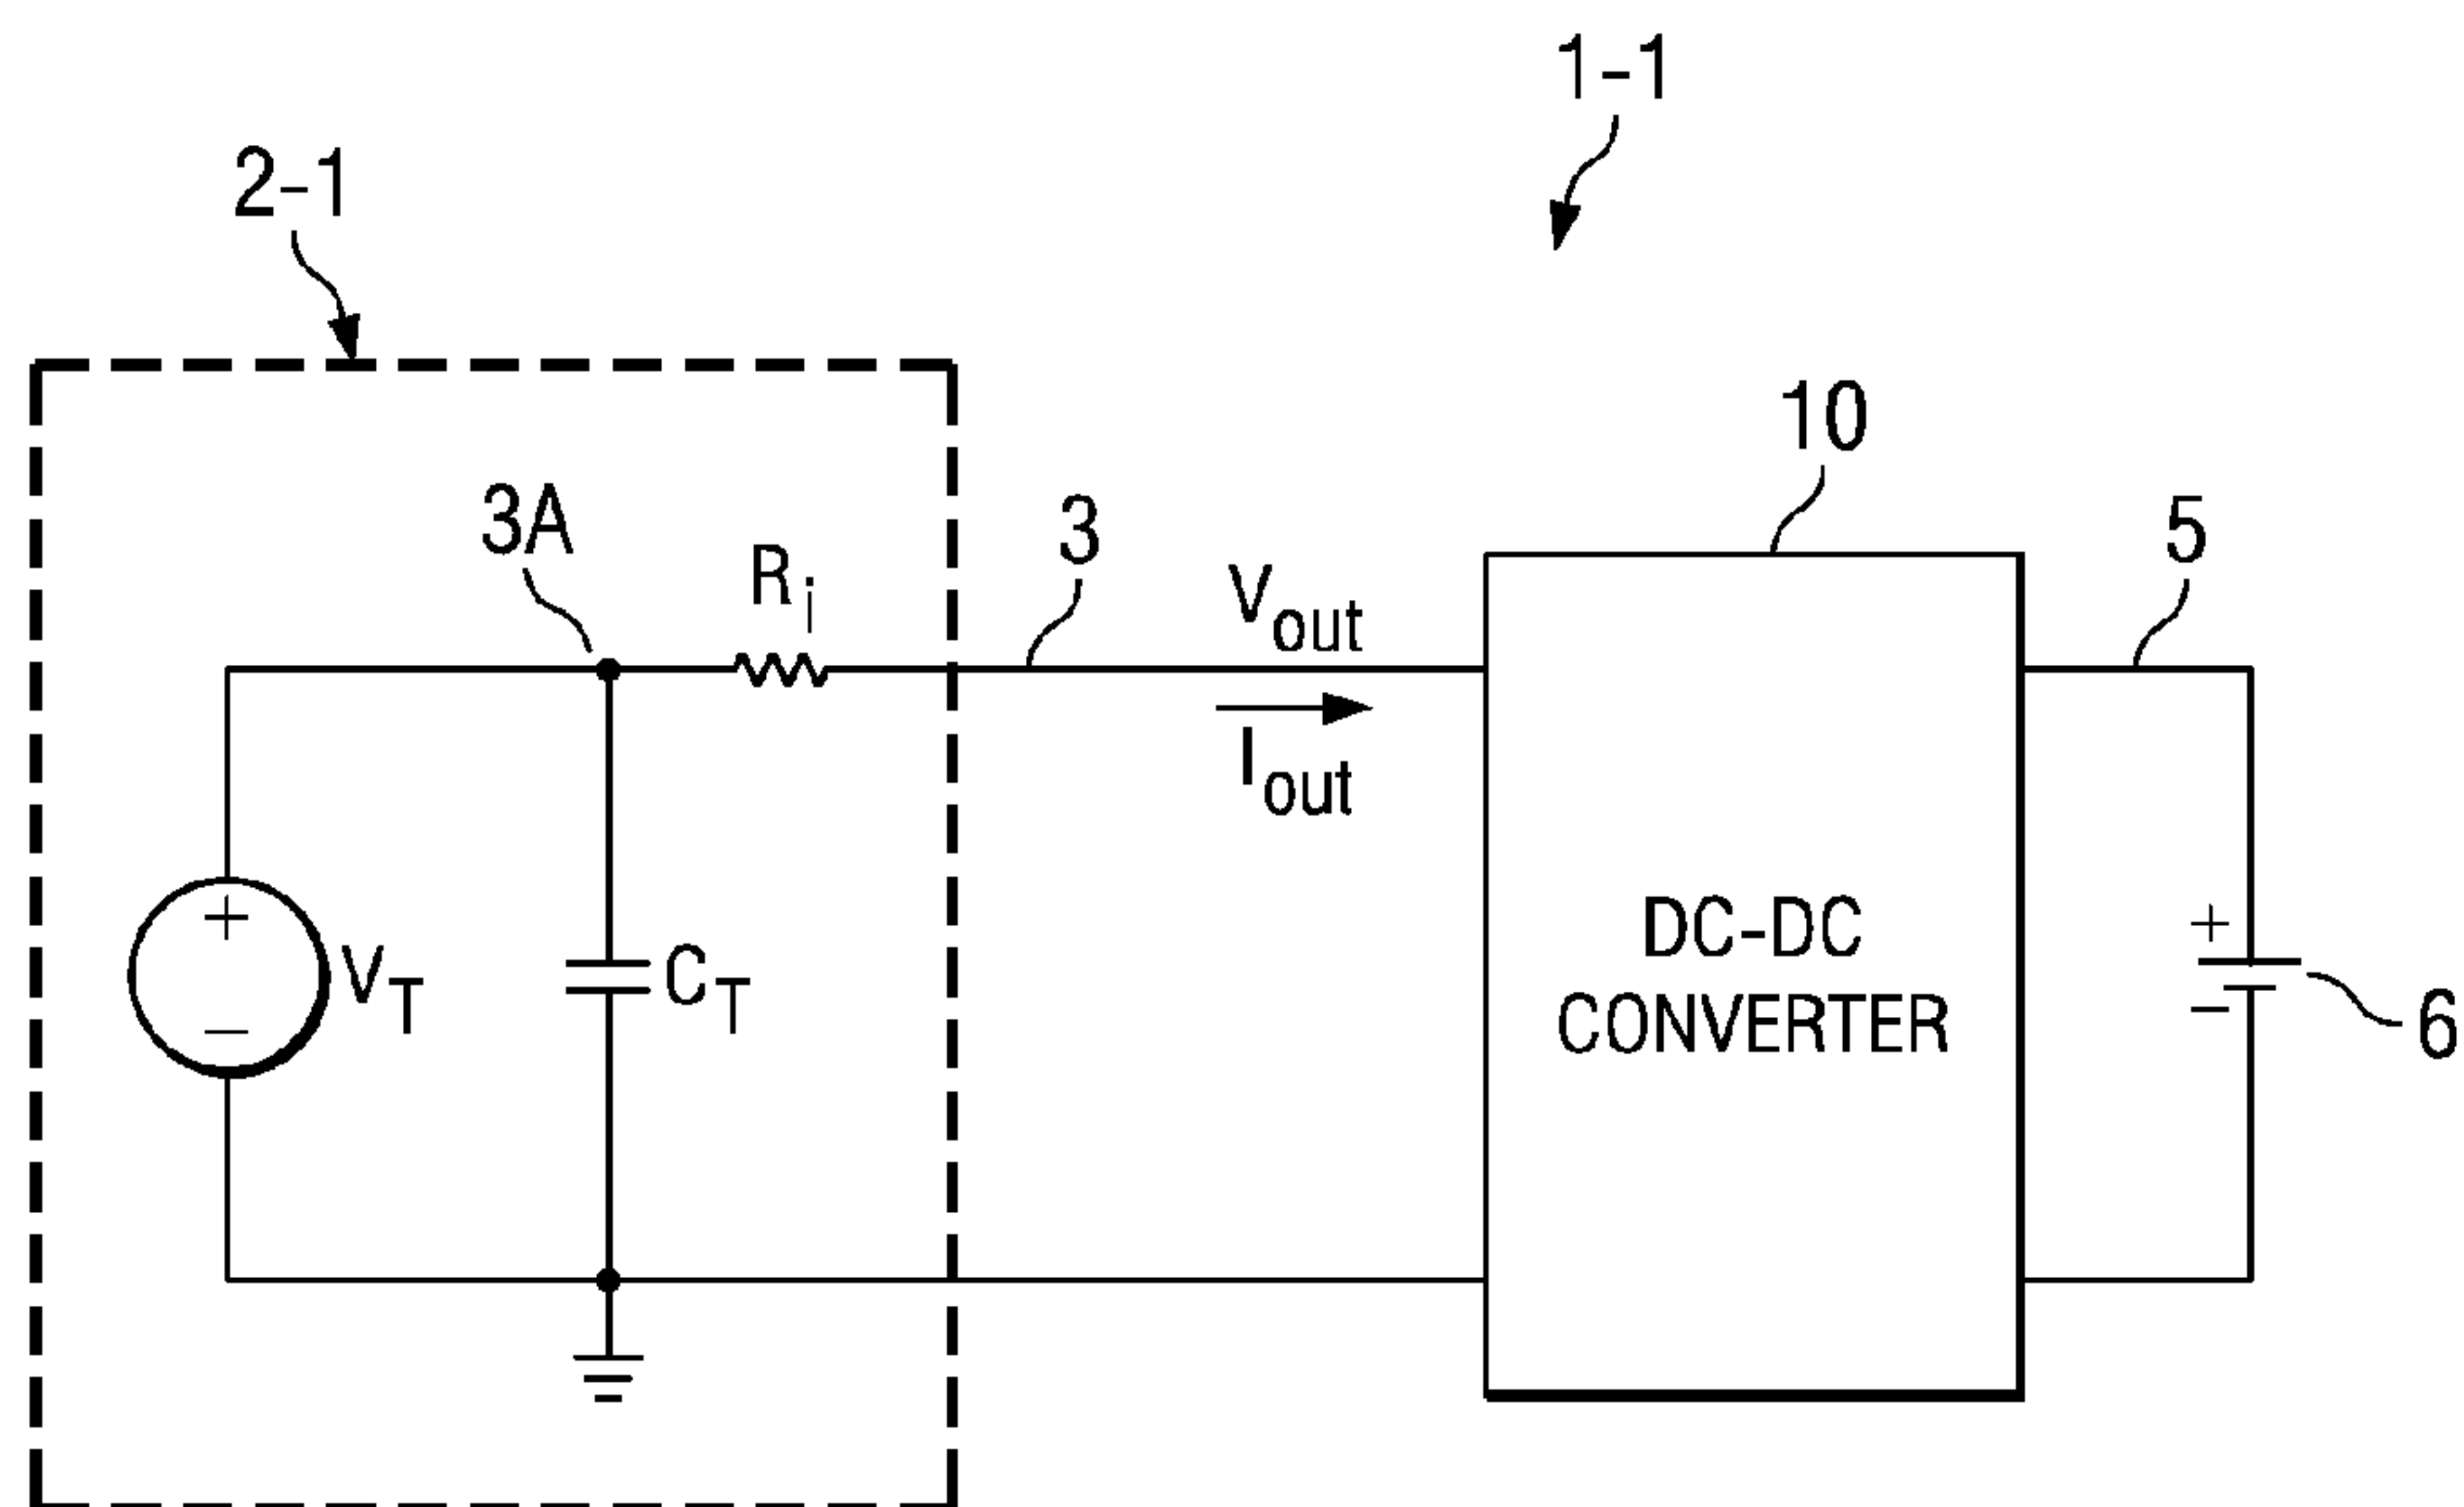 1-1
2-1
10
3A
3
5
Ri
Vout
Iout
+
VT
−
CT
DC-DC
CONVERTER
+
−
6